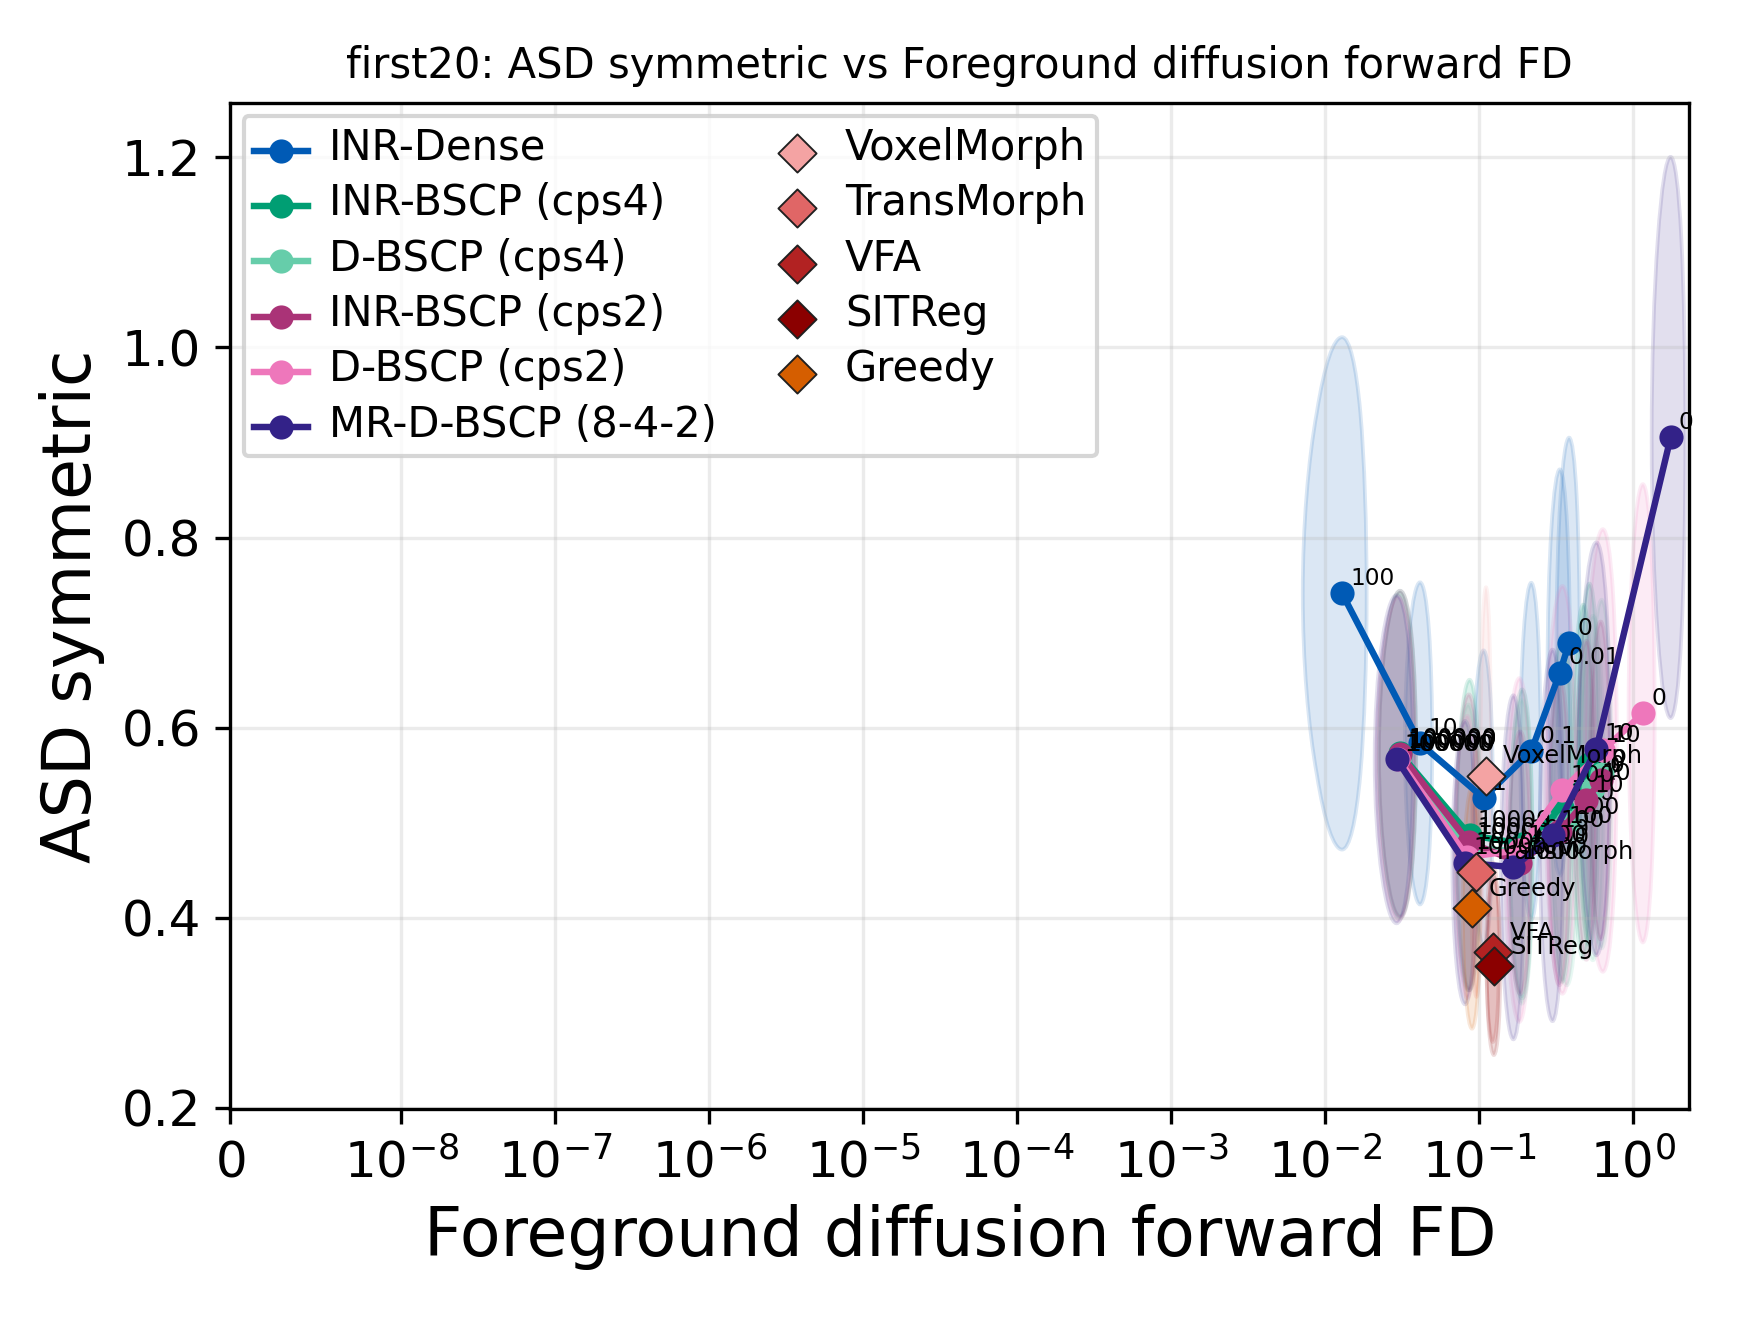 first20: ASD symmetric vs Foreground diffusion forward FD
INR-Dense
INR-BSCP (cps4)
D-BSCP (cps4)
INR-BSCP (cps2)
D-BSCP (cps2)
MR-D-BSCP (8-4-2)
VoxelMorph
TransMorph
VFA
SITReg
Greedy
ASD symmetric
1.2
1.0
0.8
0.6
0.4
0.2
0
100
0
0.01
0
10
0.1
10
10
VoxelMorph
Greedy
VFA
SITReg
0
10⁻⁸
10⁻⁷
10⁻⁶
10⁻⁵
10⁻⁴
10⁻³
10⁻²
10⁻¹
10⁰
Foreground diffusion forward FD